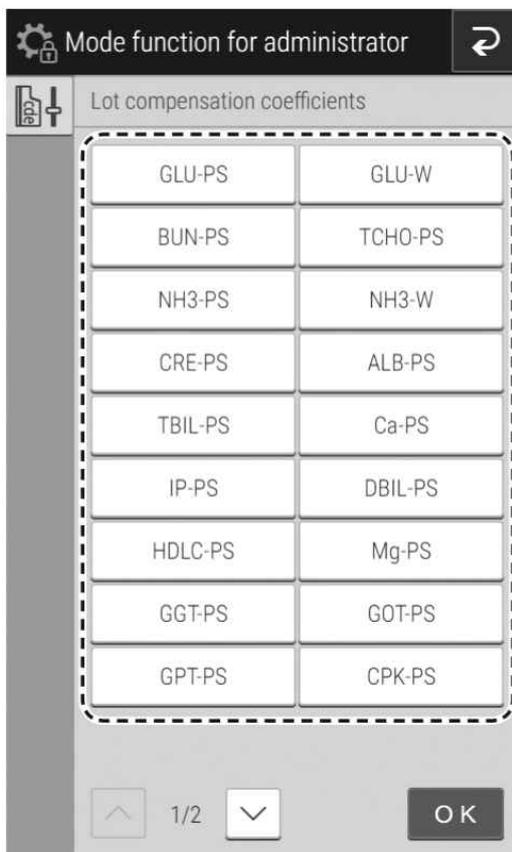 Mode function for administrator
cde
Lot compensation coefficients
GLU-PS GLU-W
BUN-PS TCHO-PS
NH3-PS NH3-W
CRE-PS ALB-PS
TBIL-PS Ca-PS
IP-PS DBIL-PS
HDLC-PS Mg-PS
GGT-PS GOT-PS
GPT-PS CPK-PS
1/2 OK